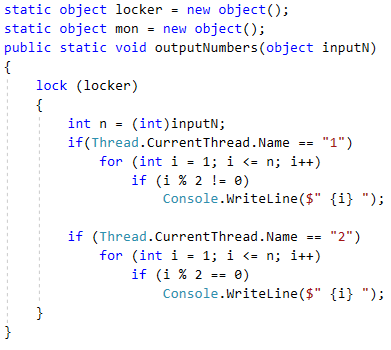 static object locker = new object();
static object mon = new object();
public static void outputNumbers(object inputN)
{
    lock (locker)
    {
        int n = (int)inputN;
        if(Thread.CurrentThread.Name == "1")
            for (int i = 1; i <= n; i++)
                if (i % 2 != 0)
                    Console.WriteLine($" {i} ");

        if (Thread.CurrentThread.Name == "2")
            for (int i = 1; i <= n; i++)
                if (i % 2 == 0)
                    Console.WriteLine($" {i} ");
    }
}